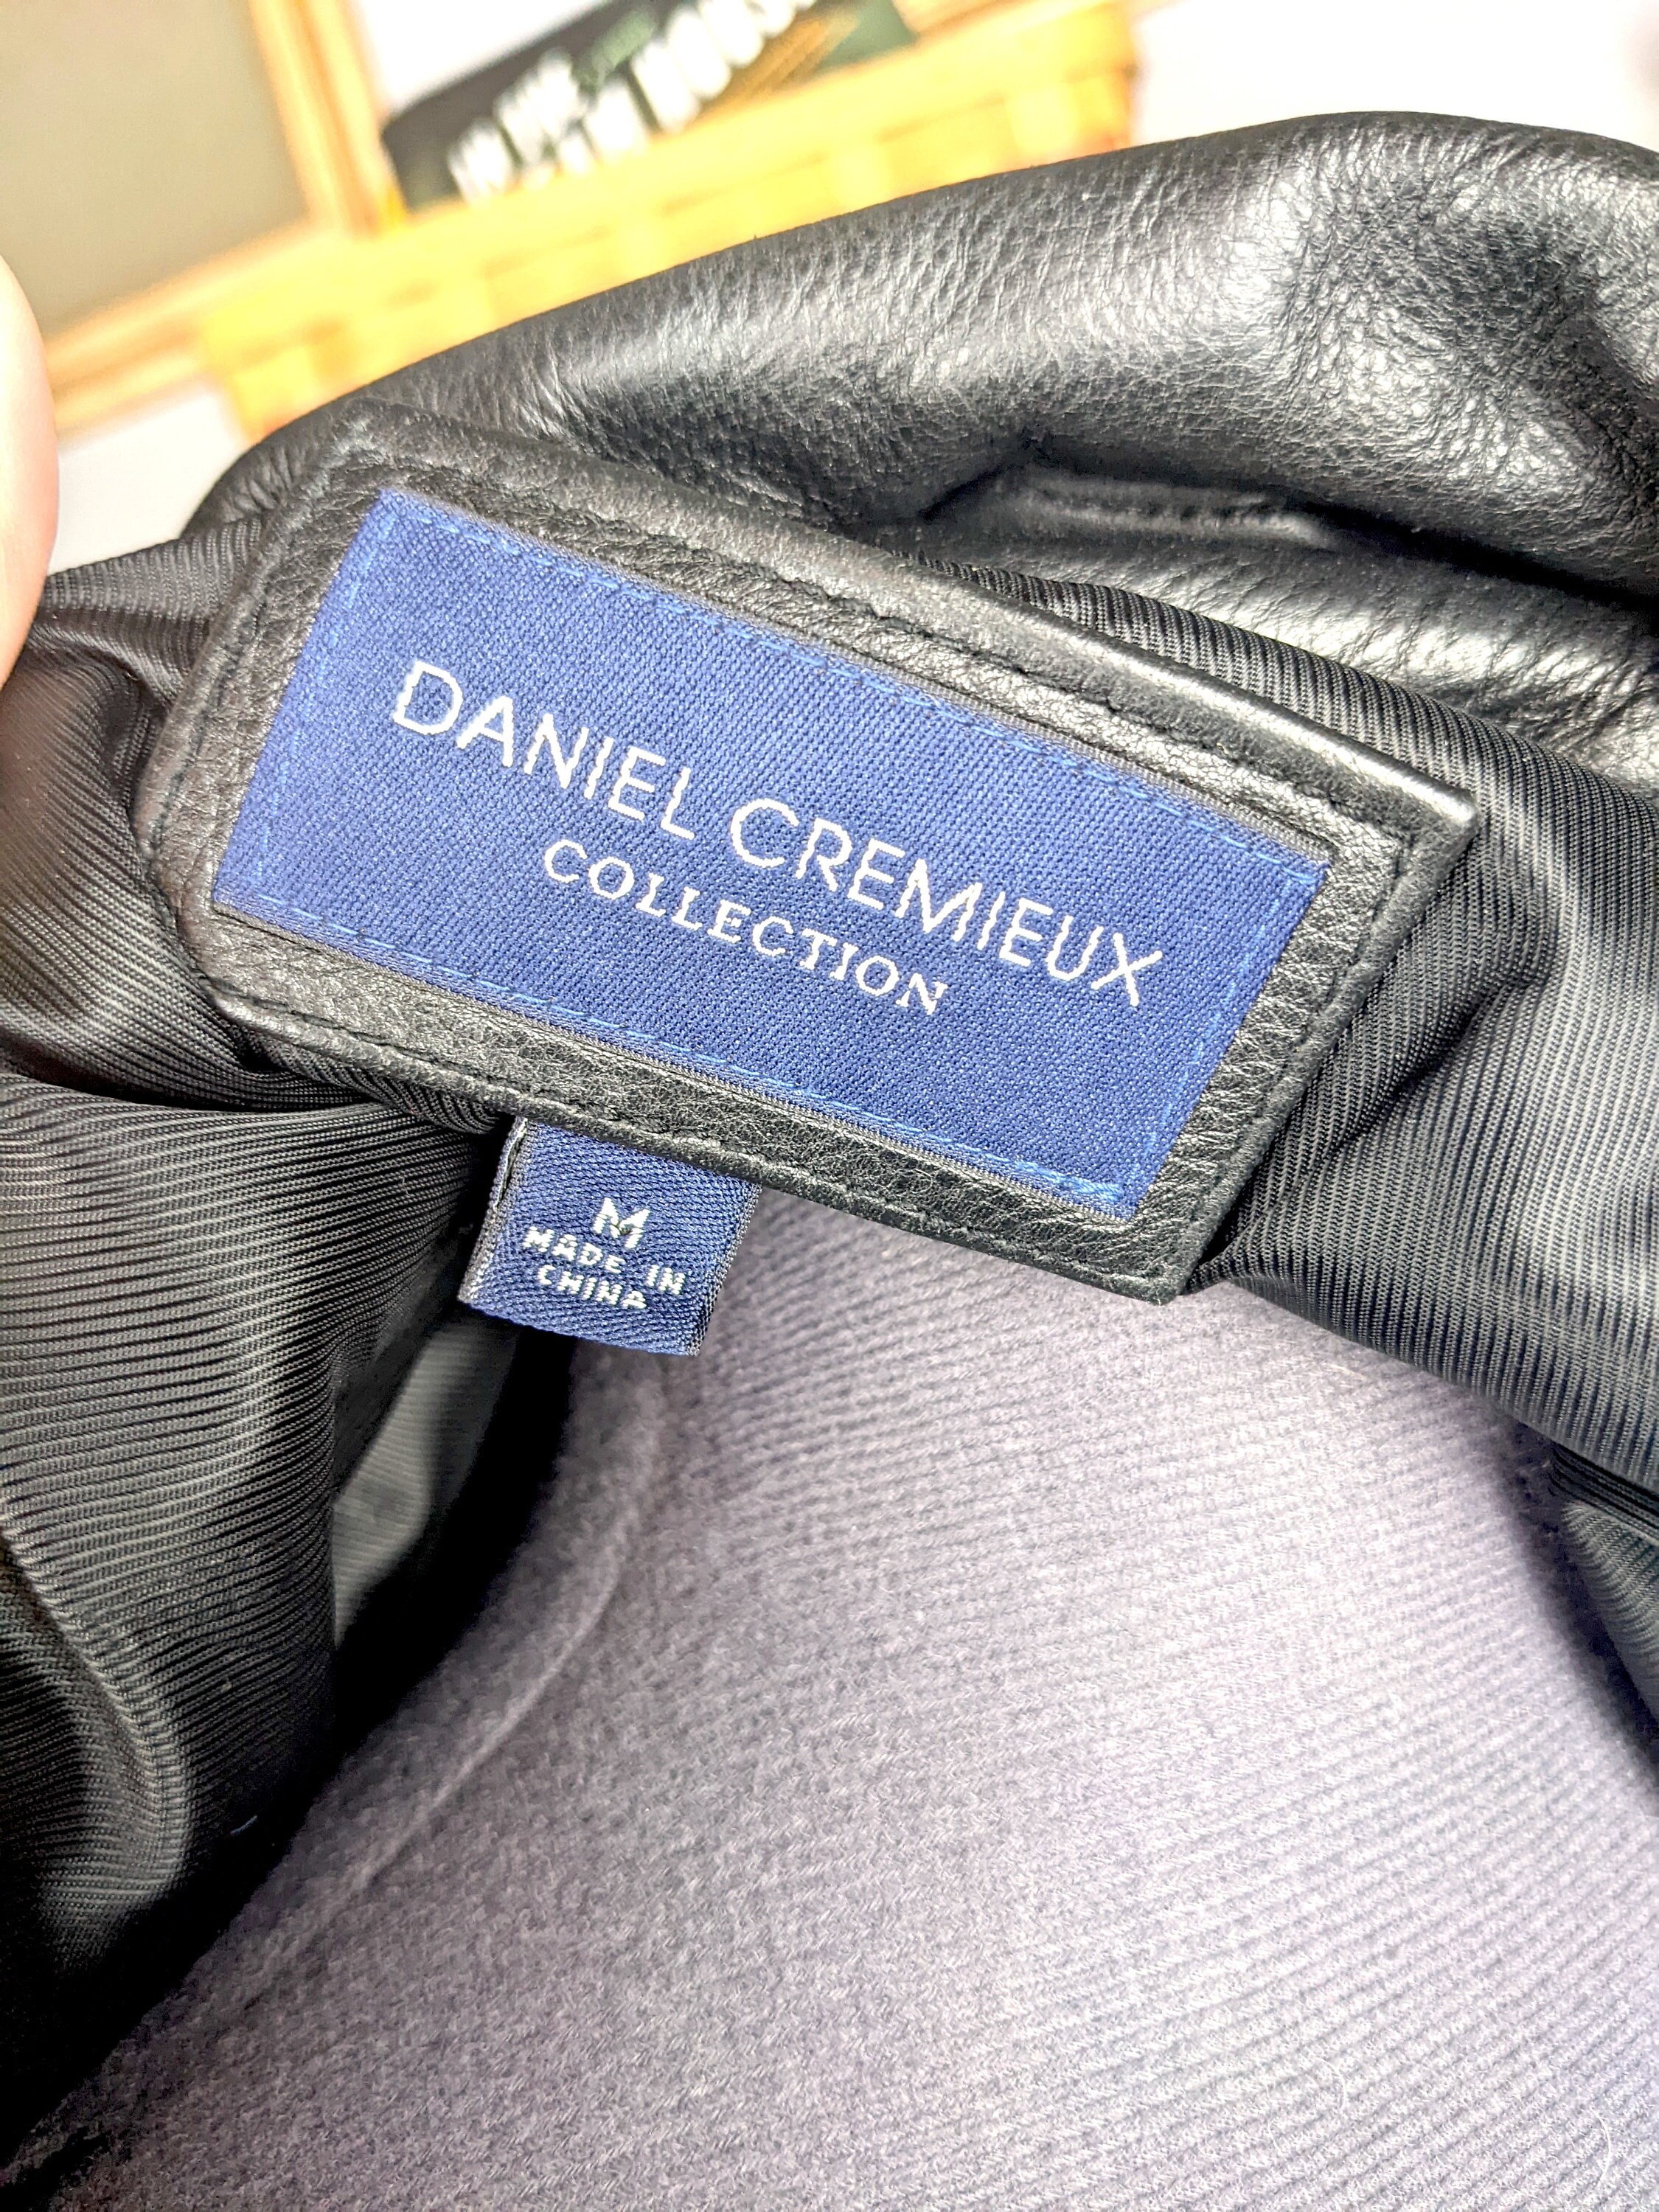 DANIEL CREMIEUX
COLLECTION
M
MADE IN
CHINA